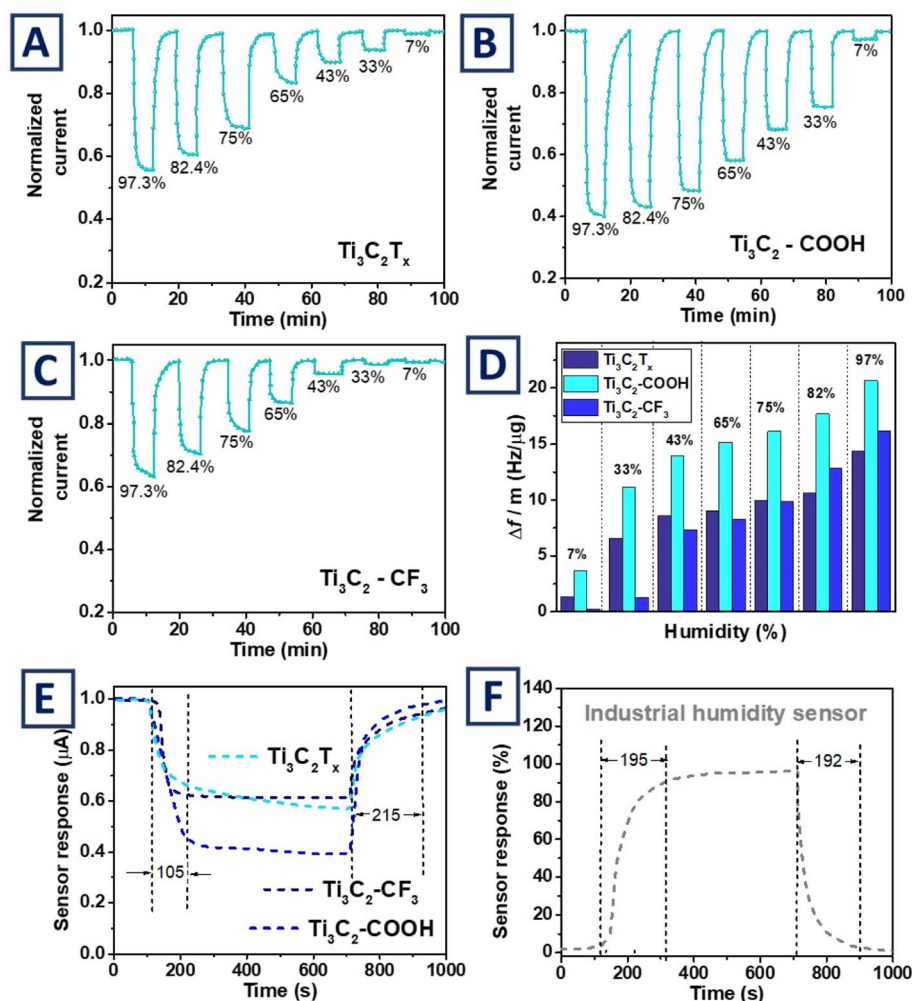 A
Normalized
current
1.0
0.8
0.6
0.4
0.2
97.3%
82.4%
75%
65%
43%
33%
7%
Ti₃C₂Tₓ
0 20 40 60 80 100
Time (min)
B
Normalized
current
1.0
0.8
0.6
0.4
0.2
97.3%
82.4%
75%
65%
43%
33%
7%
Ti₃C₂ - COOH
0 20 40 60 80 100
Time (min)
C
Normalized
current
1.0
0.8
0.6
0.4
0.2
97.3%
82.4%
75%
65%
43%
33%
7%
Ti₃C₂ - CF₃
0 20 40 60 80 100
Time (min)
D
Δf / m (Hz/μg)
20
15
10
5
0
Ti₃C₂Tₓ
Ti₃C₂-COOH
Ti₃C₂-CF₃
7%
33%
43%
65%
75%
82%
97%
Humidity (%)
E
Sensor response (μA)
1.0
0.8
0.6
0.4
0.2
0.0
Ti₃C₂Tₓ
215
105
Ti₃C₂-CF₃
Ti₃C₂-COOH
0 200 400 600 800 1000
Time (s)
F
Sensor response (%)
140
120
100
80
60
40
20
0
Industrial humidity sensor
195
192
0 200 400 600 800 1000
Time (s)